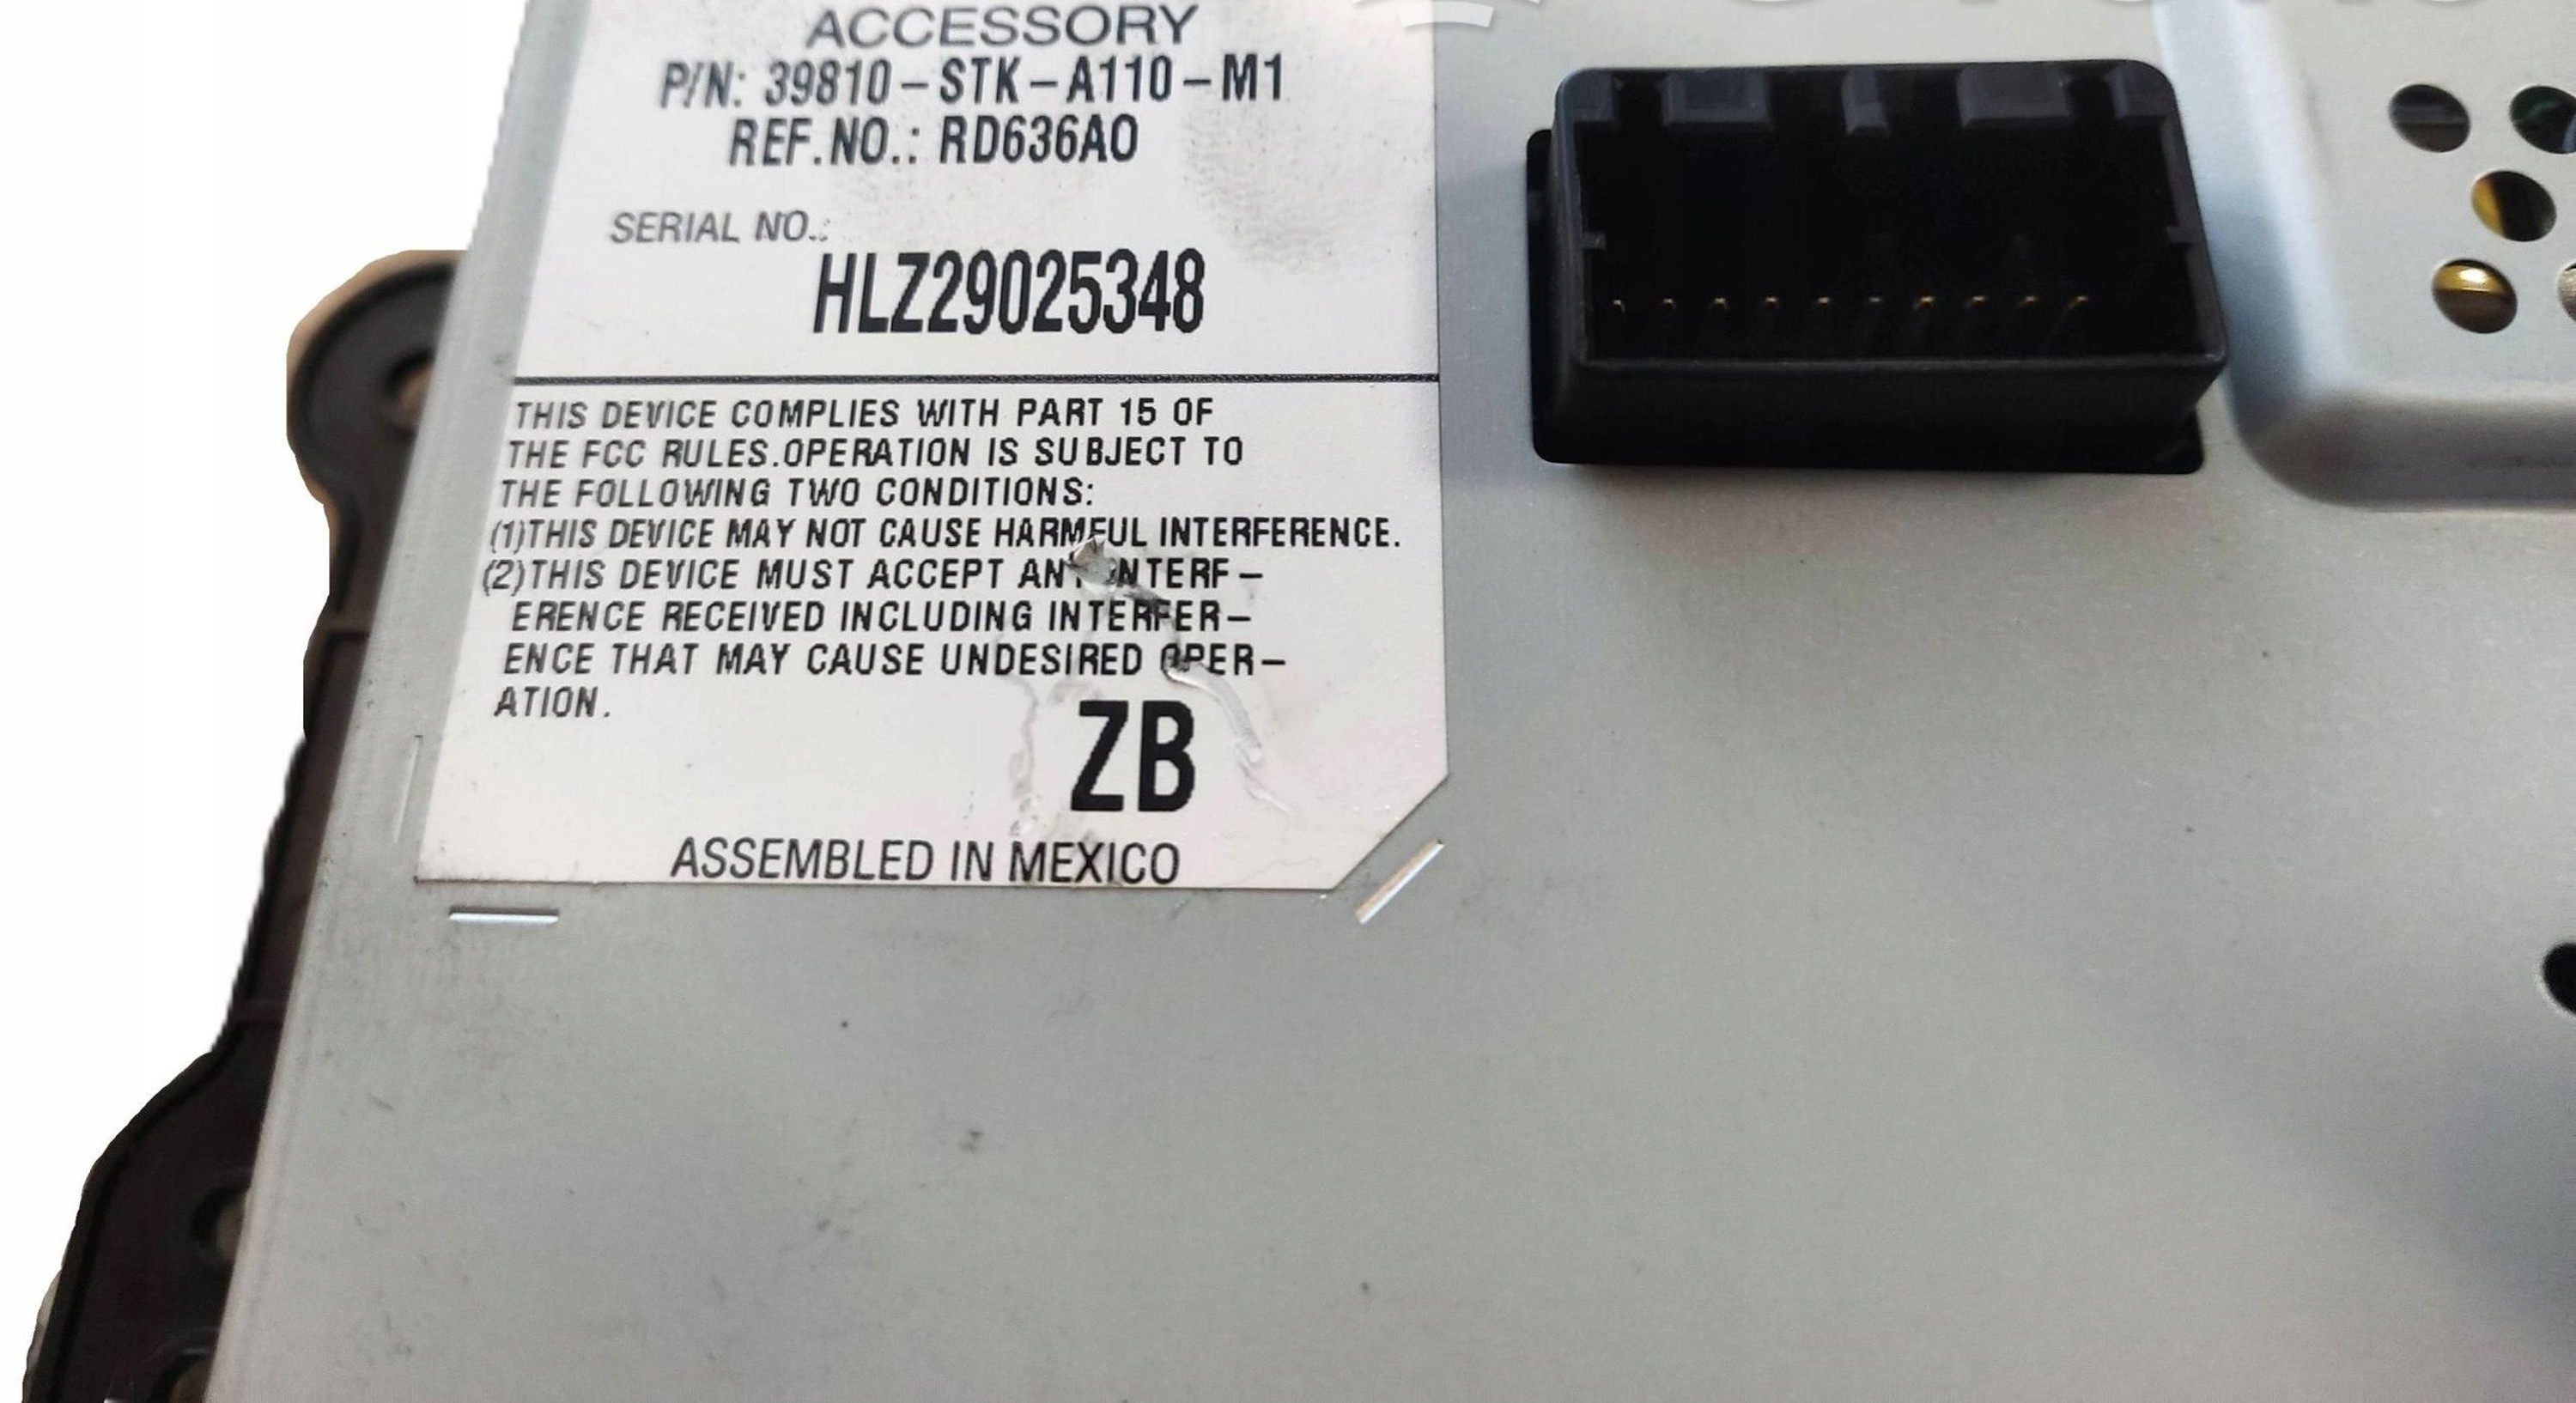 ACCESSORY
P/N: 39810-STK-A110-M1
REF.NO.: RD636A0
SERIAL NO.:
HLZ29025348
THIS DEVICE COMPLIES WITH PART 15 OF
THE FCC RULES.OPERATION IS SUBJECT TO
THE FOLLOWING TWO CONDITIONS:
(1)THIS DEVICE MAY NOT CAUSE HARMFUL INTERFERENCE.
(2)THIS DEVICE MUST ACCEPT ANY INTERF-
ERENCE RECEIVED INCLUDING INTERFER-
ENCE THAT MAY CAUSE UNDESIRED OPER-
ATION.
ZB
ASSEMBLED IN MEXICO